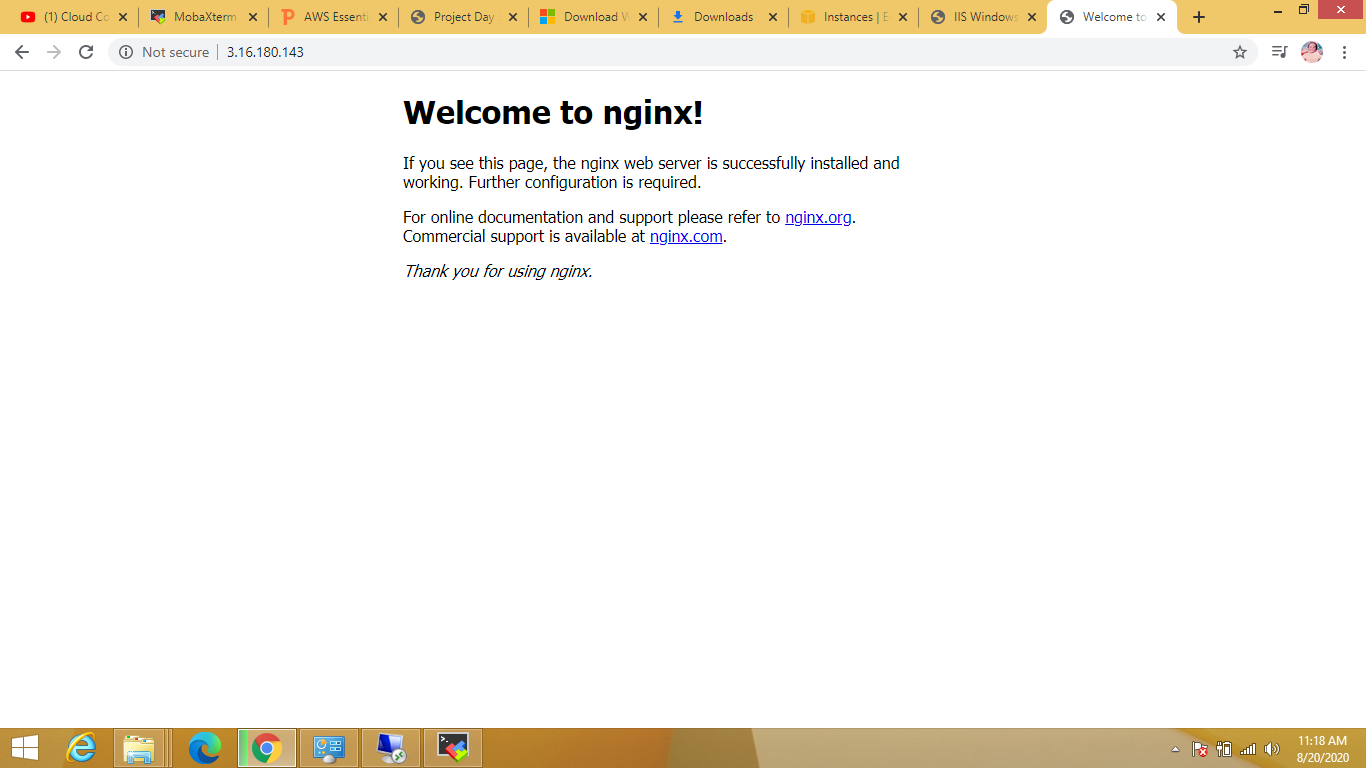 (1) Cloud Co
MobaXterm
AWS Essenti
Project Day
Download W
Downloads
Instances | E
IIS Windows
Welcome to
Not secure
3.16.180.143
Welcome to nginx!
If you see this page, the nginx web server is successfully installed and
working. Further configuration is required.
For online documentation and support please refer to nginx.org.
Commercial support is available at nginx.com.
Thank you for using nginx.
11:18 AM
8/20/2020